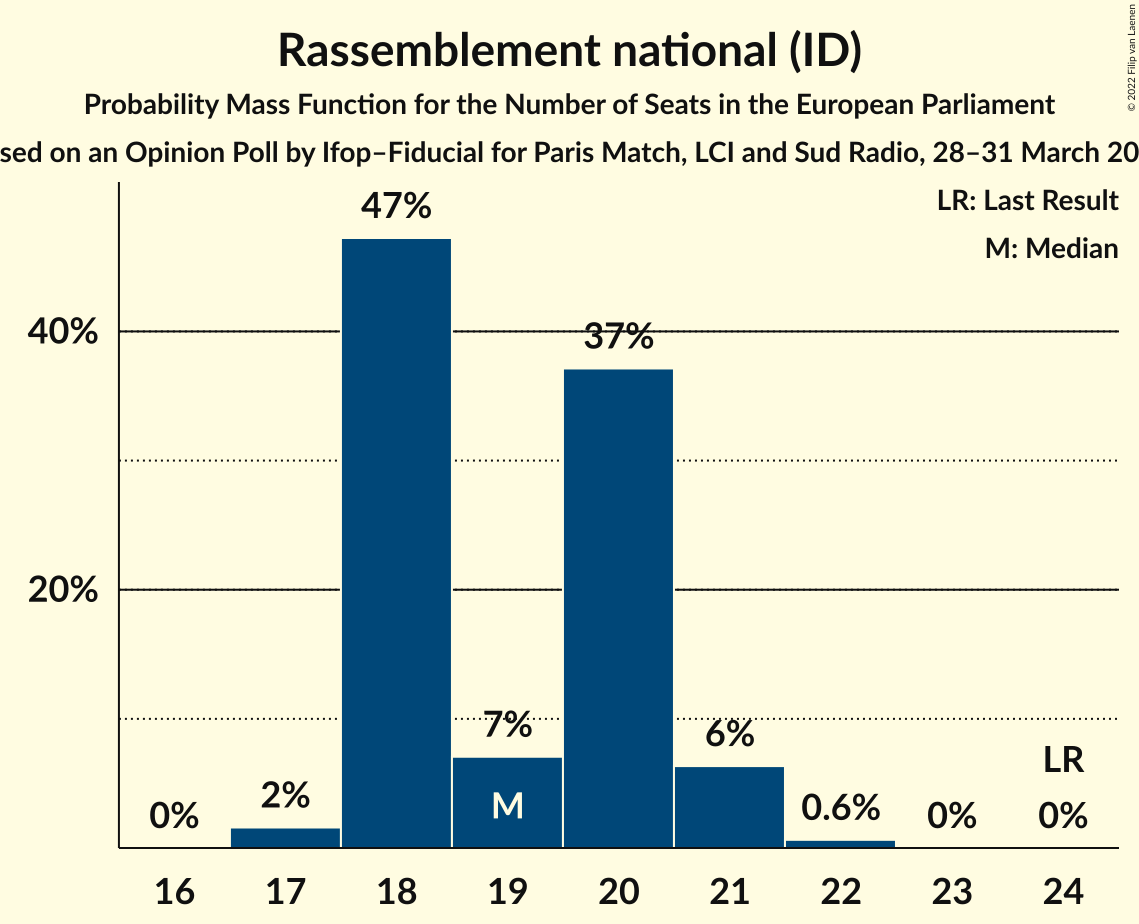 Rassemblement national (ID)
Probability Mass Function for the Number of Seats in the European Parliament
sed on an Opinion Poll by Ifop–Fiducial for Paris Match, LCI and Sud Radio, 28–31 March 20
© 2022 Filip van Laenen
LR: Last Result
M: Median
47%
40%
37%
20%
7%
6%
LR
2%
M
0%
0.6%
0%
0%
16 17 18 19 20 21 22 23 24